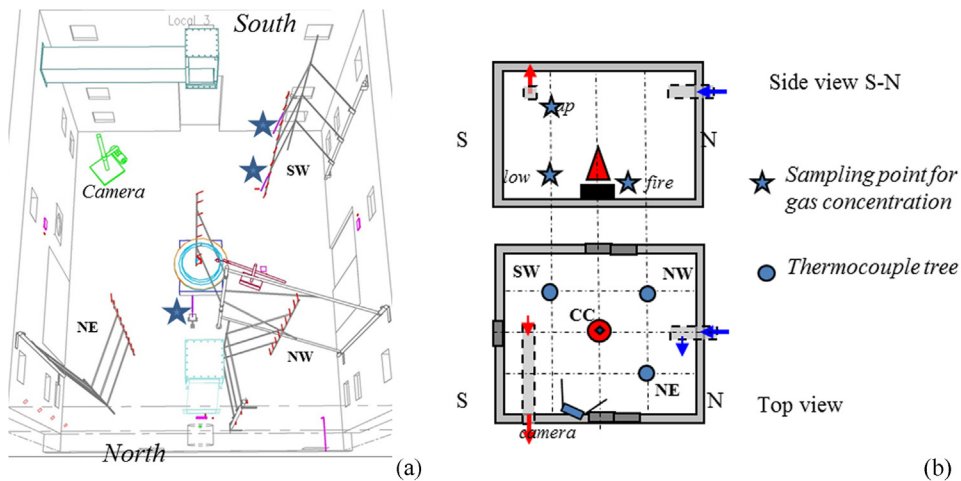 Local 3
South
SW
Camera
NE
NW
North
(a)
Side view S-N
S
up
N
low
fire
Sampling point for
gas concentration
SW
NW
Thermocouple tree
CC
NE
S
N
Top view
camera
(b)